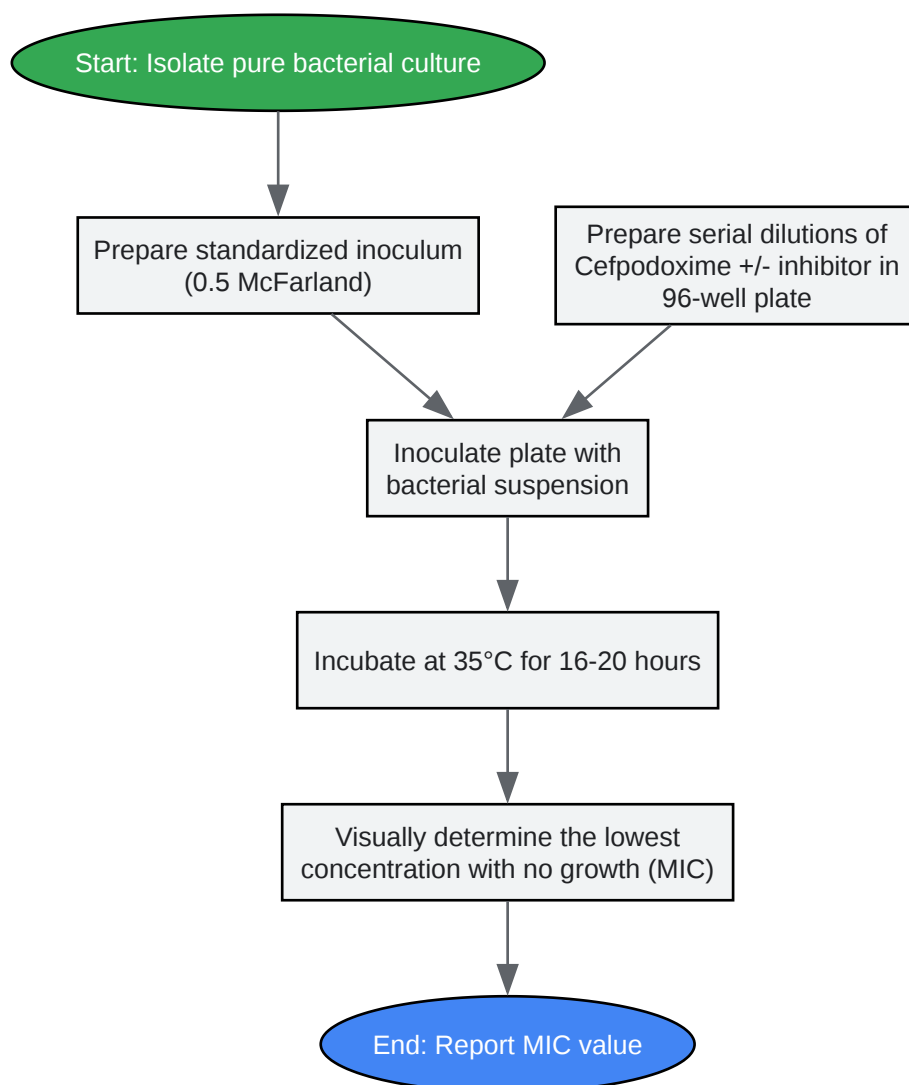 Start: Isolate pure bacterial culture
Prepare standardized inoculum
(0.5 McFarland)
Prepare serial dilutions of
Cefpodoxime +/- inhibitor in
96-well plate
Inoculate plate with
bacterial suspension
Incubate at 35°C for 16-20 hours
Visually determine the lowest
concentration with no growth (MIC)
End: Report MIC value